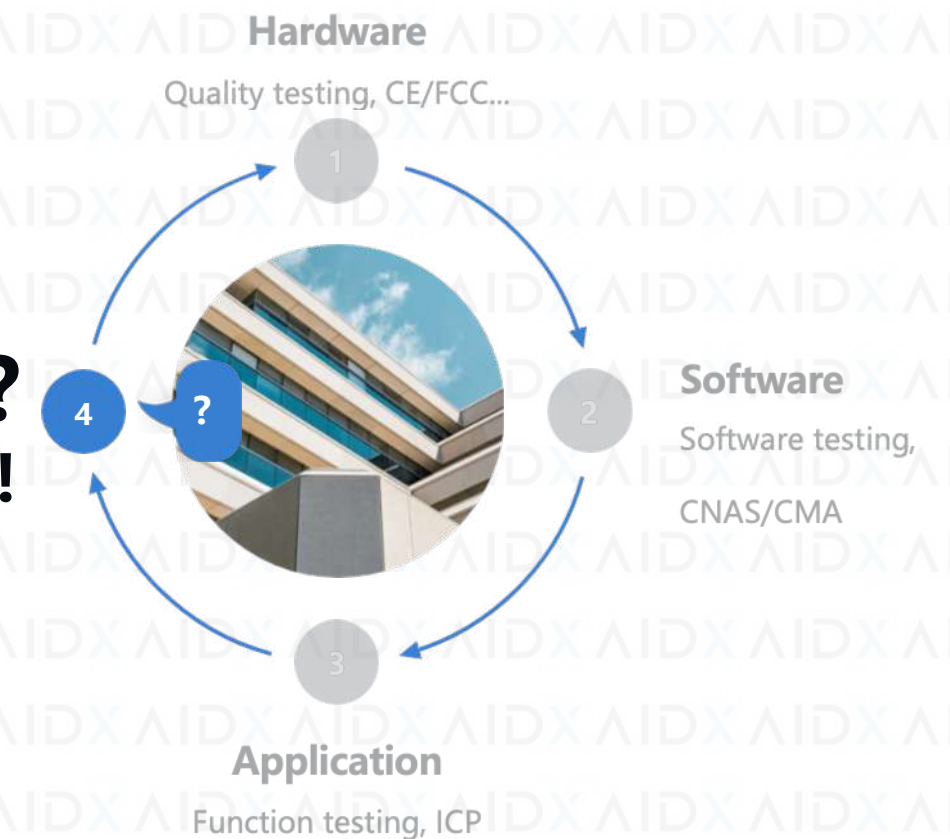 Hardware
Quality testing, CE/FCC...
1
?
4
?
!
2
Software
Software testing,
CNAS/CMA
3
Application
Function testing, ICP